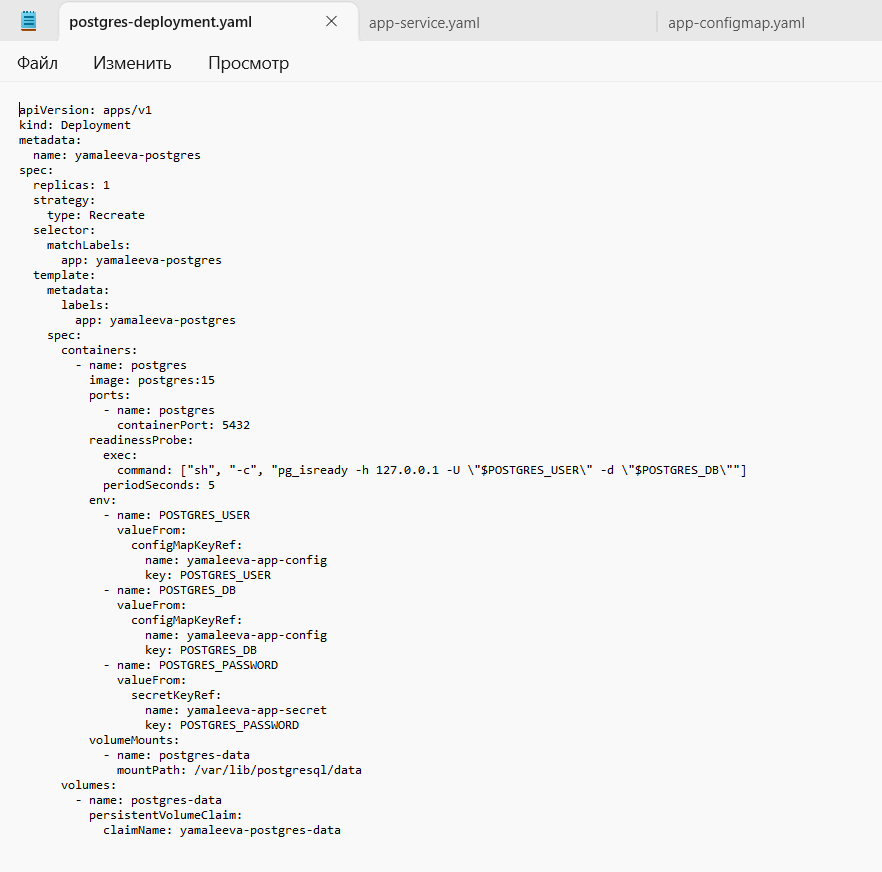 postgres-deployment.yaml
app-service.yaml
app-configmap.yaml
Файл Изменить Просмотр
apiVersion: apps/v1
kind: Deployment
metadata:
  name: yamaleeva-postgres
spec:
  replicas: 1
  strategy:
    type: Recreate
  selector:
    matchLabels:
      app: yamaleeva-postgres
  template:
    metadata:
      labels:
        app: yamaleeva-postgres
    spec:
      containers:
        - name: postgres
          image: postgres:15
          ports:
            - name: postgres
              containerPort: 5432
          readinessProbe:
            exec:
              command: ["sh", "-c", "pg_isready -h 127.0.0.1 -U \"$POSTGRES_USER\" -d \"$POSTGRES_DB\""]
            periodSeconds: 5
          env:
            - name: POSTGRES_USER
              valueFrom:
                configMapKeyRef:
                  name: yamaleeva-app-config
                  key: POSTGRES_USER
            - name: POSTGRES_DB
              valueFrom:
                configMapKeyRef:
                  name: yamaleeva-app-config
                  key: POSTGRES_DB
            - name: POSTGRES_PASSWORD
              valueFrom:
                secretKeyRef:
                  name: yamaleeva-app-secret
                  key: POSTGRES_PASSWORD
          volumeMounts:
            - name: postgres-data
              mountPath: /var/lib/postgresql/data
      volumes:
        - name: postgres-data
          persistentVolumeClaim:
            claimName: yamaleeva-postgres-data